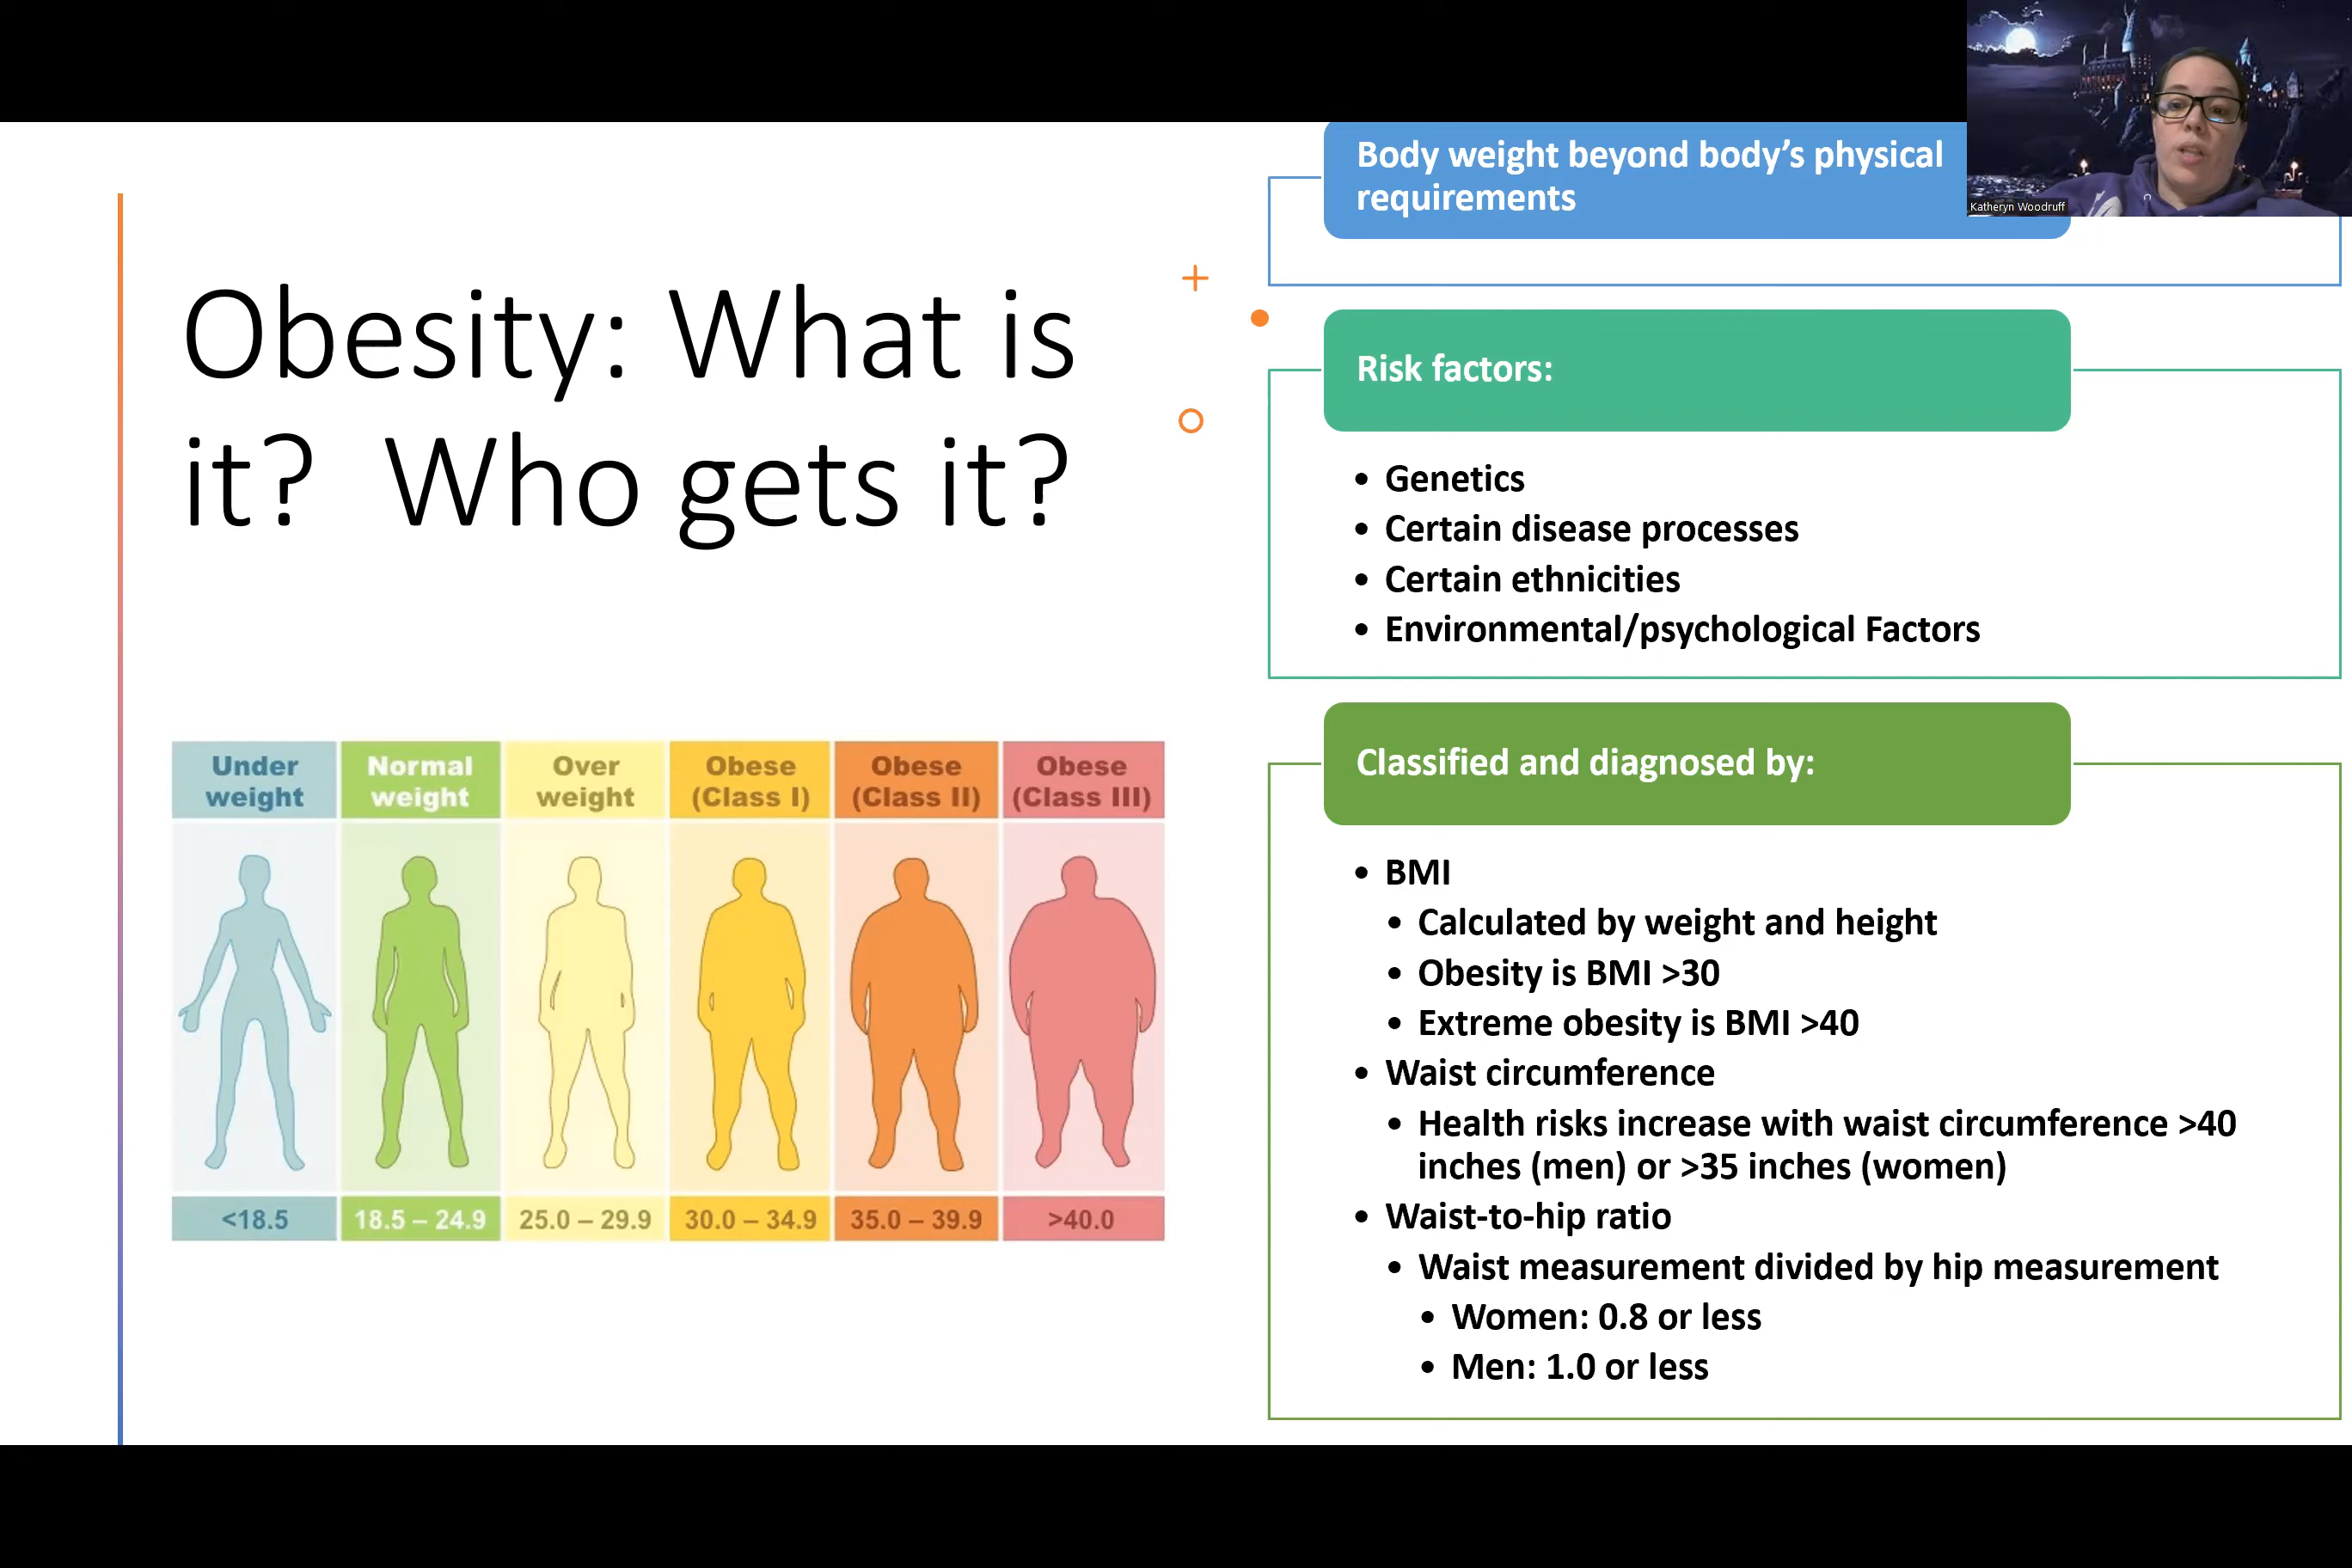 Katheryn Woodruff
Obesity: What is
it?  Who gets it?
Body weight beyond body’s physical
requirements
Risk factors:
• Genetics
• Certain disease processes
• Certain ethnicities
• Environmental/psychological Factors
Classified and diagnosed by:
• BMI
• Calculated by weight and height
• Obesity is BMI >30
• Extreme obesity is BMI >40
• Waist circumference
• Health risks increase with waist circumference >40
inches (men) or >35 inches (women)
• Waist-to-hip ratio
• Waist measurement divided by hip measurement
• Women: 0.8 or less
• Men: 1.0 or less
Under
weight
Normal
weight
Over
weight
Obese
(Class I)
Obese
(Class II)
Obese
(Class III)
<18.5
18.5 – 24.9
25.0 – 29.9
30.0 – 34.9
35.0 – 39.9
>40.0